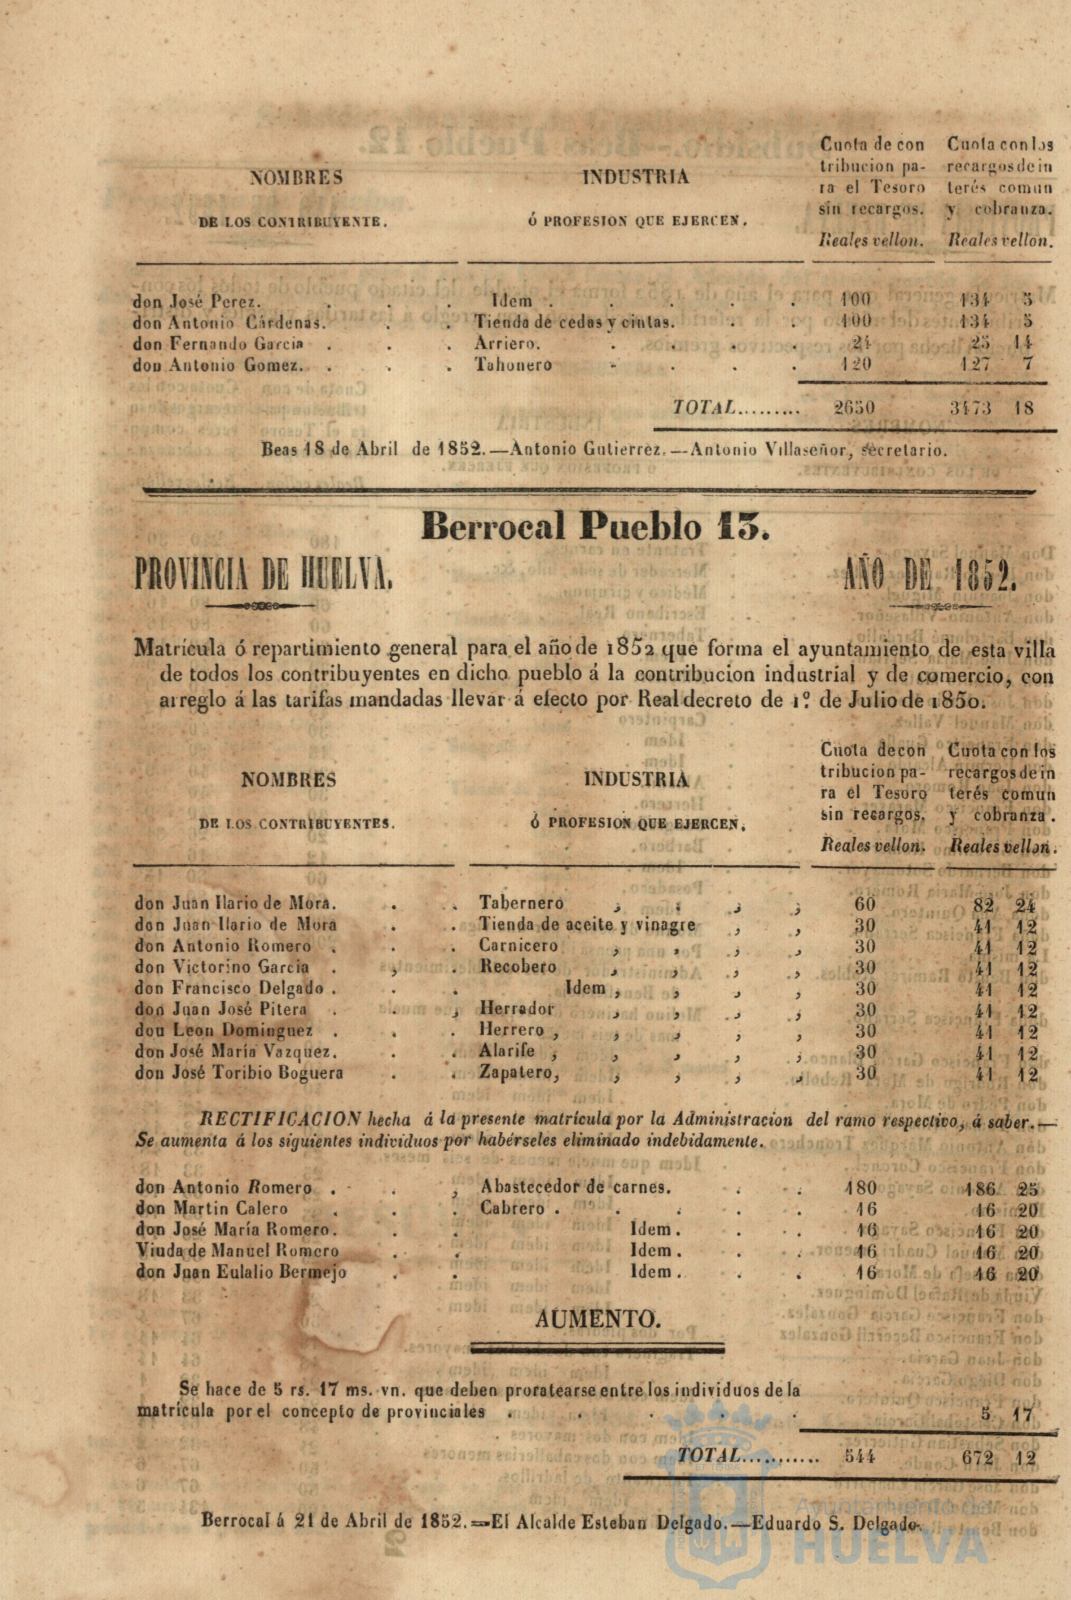 Cuota de con Cuota con los
NOMBRES INDUSTRIA tribucion pa- recargos de in
ra el Tesoro terés comun
DE LOS CONTRIBUYENTE. Ó PROFESION QUE EJERCEN. sin recargos. y cobranza.
Reales vellon. Reales vellon.
don José Perez. . . . Idem . . . . . 100 134 5
don Antonio Cárdenas. . . Tienda de cedas y cintas. . . 100 134 5
don Fernando Garcia . . . Arriero. . . . . 24 25 14
don Antonio Gomez. . . . Tahonero - . . . 120 127 7
TOTAL......... 2650 3473 18
Beas 18 de Abril de 1852.—Antonio Gutierrez.—Antonio Villaseñor, secretario.
Berrocal Pueblo 13.
PROVINCIA DE HUELVA. AÑO DE 1852.
Matrícula ó repartimiento general para el año de 1852 que forma el ayuntamiento de esta villa
de todos los contribuyentes en dicho pueblo á la contribucion industrial y de comercio, con
arreglo á las tarifas mandadas llevar á efecto por Real decreto de 1º. de Julio de 1850.
Cuota de con Cuota con los
NOMBRES INDUSTRIA tribucion pa- recargos de in
ra el Tesoro terés comun
DE LOS CONTRIBUYENTES. Ó PROFESION QUE EJERCEN. sin recargos. y cobranza.
Reales vellon. Reales vellon.
don Juan Ilario de Mora. . . Tabernero , , , , 60 82 24
don Juan Ilario de Mora . . Tienda de aceite y vinagre , , 30 41 12
don Antonio Romero . . . Carnicero , , , , 30 41 12
don Victorino Garcia . , . Recobero , , , , 30 41 12
don Francisco Delgado . . . Idem , , , , 30 41 12
don Juan José Pitera . . , Herrador , , , , 30 41 12
don Leon Dominguez . . . Herrero , , , , , 30 41 12
don José María Vazquez. . . Alarife , , , , , 30 41 12
don José Toribio Boguera . . Zapatero, , , , , 30 41 12
RECTIFICACION hecha á la presente matrícula por la Administracion del ramo respectivo, á saber.—
Se aumenta á los siguientes individuos por habérseles eliminado indebidamente.
don Antonio Romero . . , Abastecedor de carnes. . . 180 186 25
don Martin Calero . . . Cabrero . . . . . 16 16 20
don José María Romero. . . Idem . . . 16 16 20
Viuda de Manuel Romero . . Idem . . . 16 16 20
don Juan Eulalio Bermejo . . Idem . . . 16 16 20
AUMENTO.
Se hace de 5 rs. 17 ms. vn. que deben proratearse entre los individuos de la
matrícula por el concepto de provinciales . . . . . 5 17
TOTAL........... 544 672 12
Berrocal á 21 de Abril de 1852.—El Alcalde Esteban Delgado.—Eduardo S. Delgado.
Ayuntamiento de
HUELVA